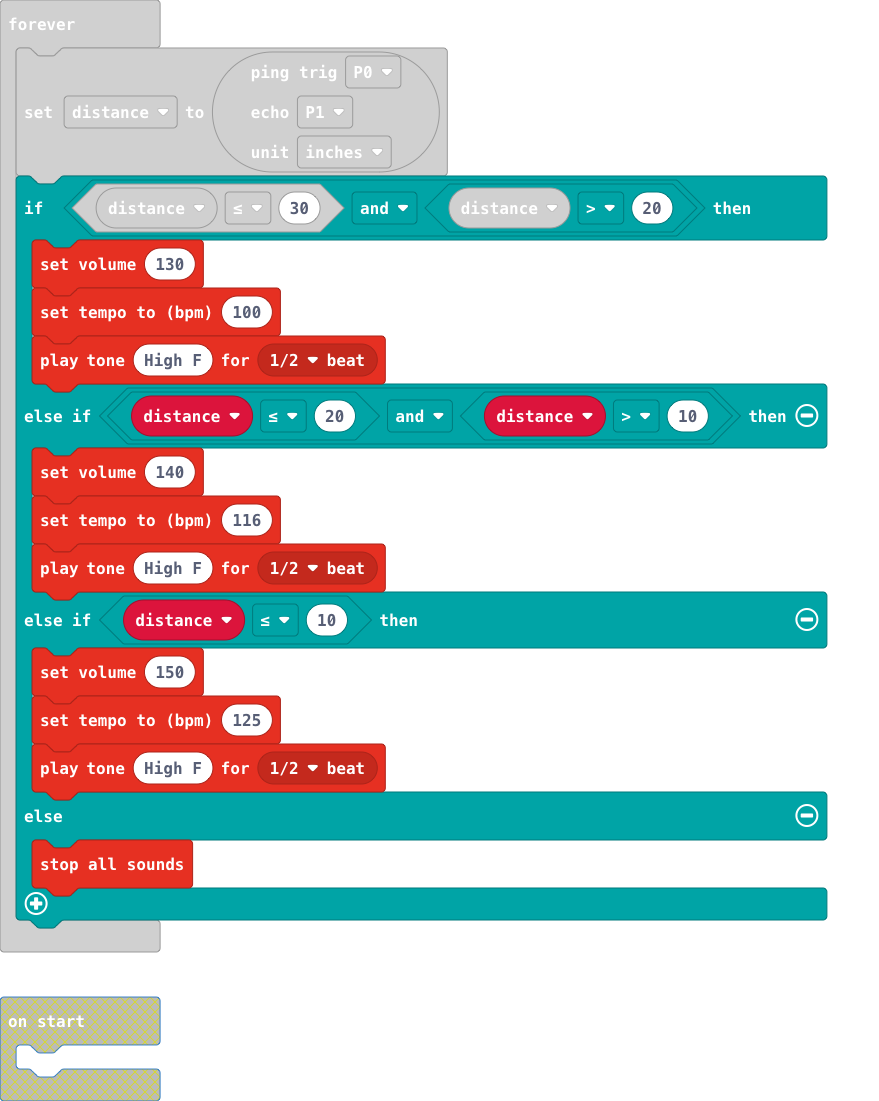 forever
set distance to ping trig P0
echo P1
unit inches
if distance ≤ 30 and distance > 20 then
set volume 130
set tempo to (bpm) 100
play tone High F for 1/2 beat
else if distance ≤ 20 and distance > 10 then
set volume 140
set tempo to (bpm) 116
play tone High F for 1/2 beat
else if distance ≤ 10 then
set volume 150
set tempo to (bpm) 125
play tone High F for 1/2 beat
else
stop all sounds
on start